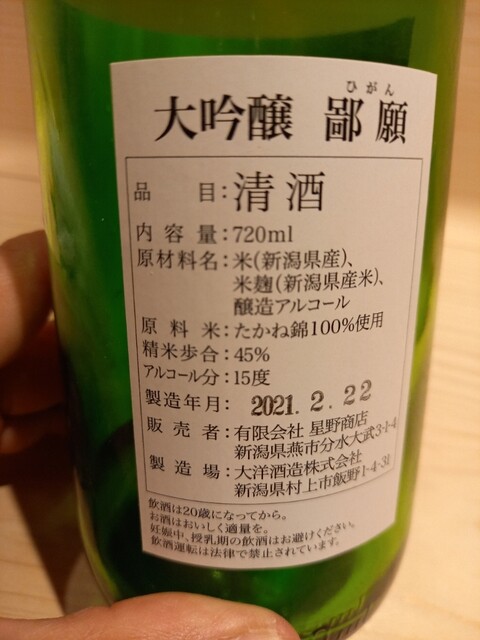 ひがん
大吟醸 鄙願
品目：清酒
内容量：720ml
原材料名：米(新潟県産)、
米麹(新潟県産米)、
醸造アルコール
原料米：たかね錦100%使用
精米歩合：45%
アルコール分：15度
製造年月：2021.2.22
販売者：有限会社 星野商店
新潟県燕市分水大武3-1-4
製造場：大洋酒造株式会社
新潟県村上市飯野1-4-31
飲酒は20歳になってから。
お酒はおいしく適量を。
妊娠中、授乳期の飲酒はお避けください。
飲酒運転は法律で禁止されています。